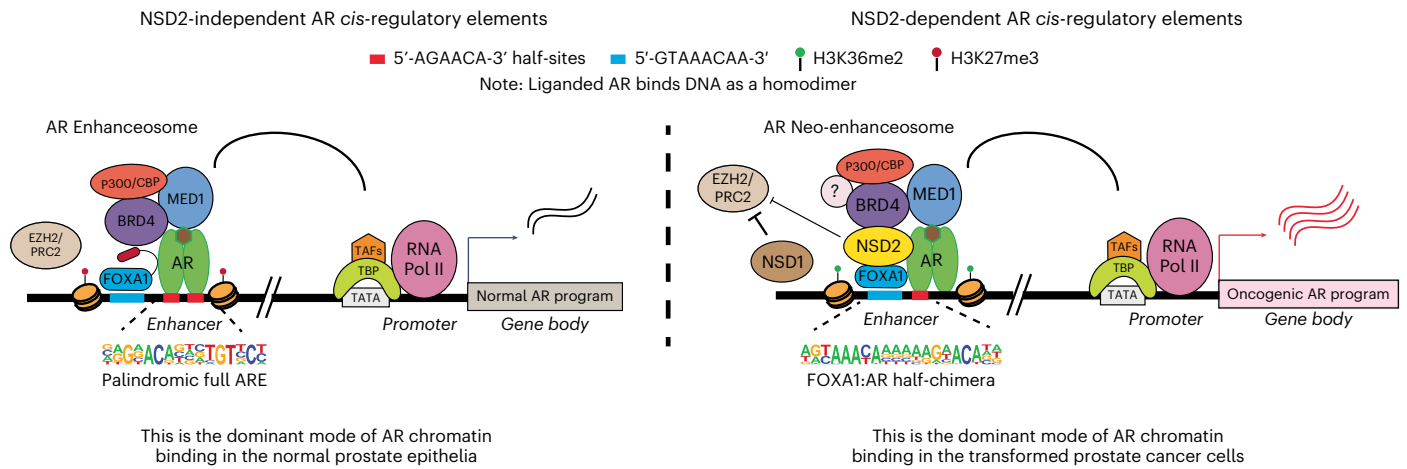 NSD2-independent AR cis-regulatory elements
NSD2-dependent AR cis-regulatory elements
5′-AGAACA-3′ half-sites
5′-GTAAACAA-3′
H3K36me2
H3K27me3
Note: Liganded AR binds DNA as a homodimer
AR Enhanceosome
P300/CBP
MED1
BRD4
EZH2/
PRC2
AR
FOXA1
TAFs
TBP
TATA
RNA
Pol II
Normal AR program
Enhancer
Promoter
Gene body
Palindromic full ARE
This is the dominant mode of AR chromatin
binding in the normal prostate epithelia
AR Neo-enhanceosome
P300/CBP
EZH2/
PRC2
?
MED1
BRD4
NSD2
NSD1
AR
FOXA1
TAFs
TBP
TATA
RNA
Pol II
Oncogenic AR program
Enhancer
Promoter
Gene body
FOXA1:AR half-chimera
This is the dominant mode of AR chromatin
binding in the transformed prostate cancer cells